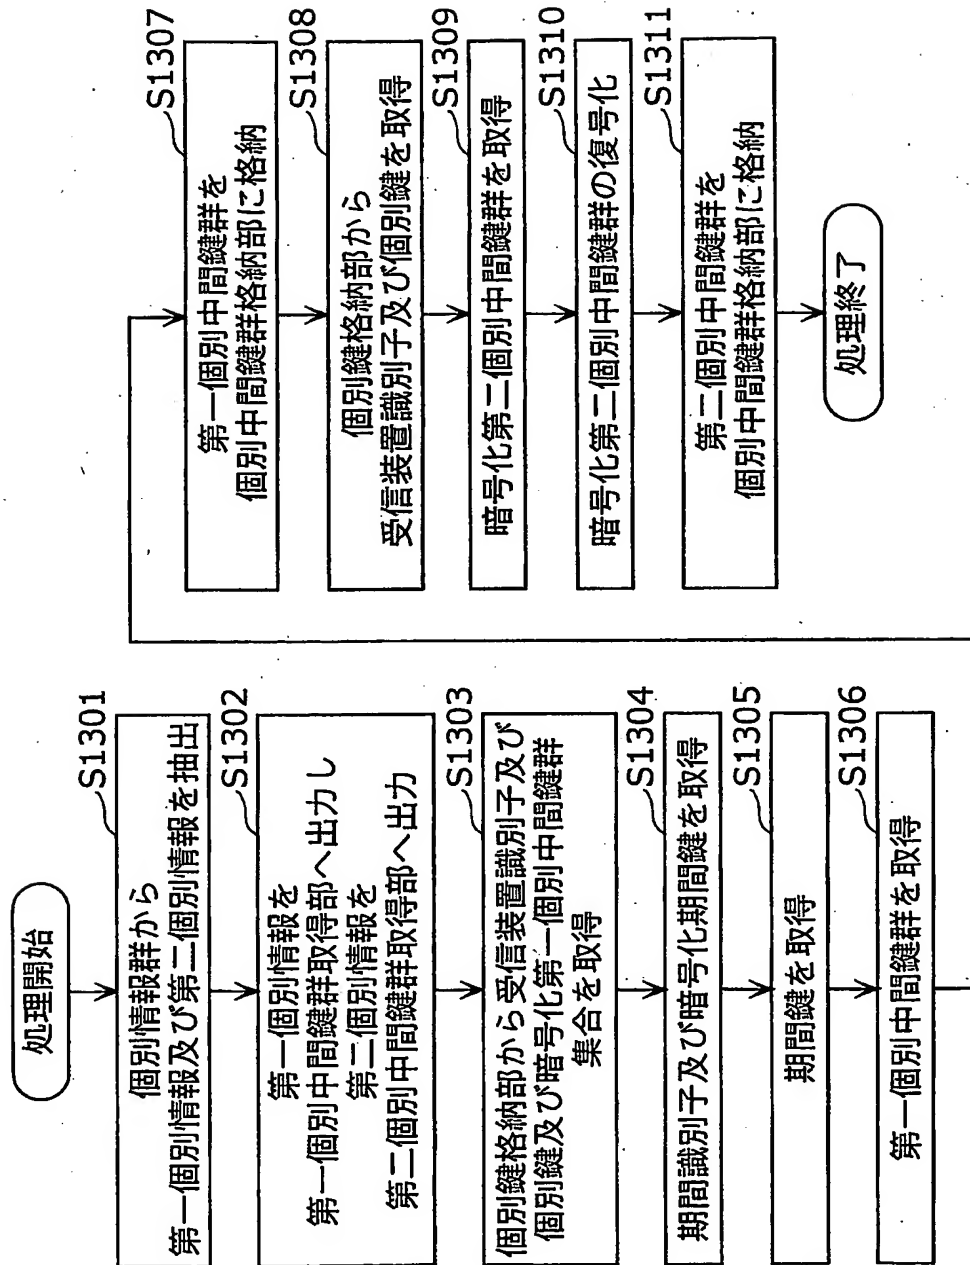 処理開始
S1301
個別情報群から
第一個別情報及び第二個別情報を抽出
S1302
第一個別情報を
第一個別中間鍵群取得部へ出力し
第二個別情報を
第二個別中間鍵群取得部へ出力
S1303
個別鍵格納部から受信装置識別子及び
個別鍵及び暗号化第一個別中間鍵群
集合を取得
S1304
期間識別子及び暗号化期間鍵を取得
S1305
期間鍵を取得
S1306
第一個別中間鍵群を取得
S1307
第一個別中間鍵群を
個別中間鍵群格納部に格納
S1308
個別鍵格納部から
受信装置識別子及び個別鍵を取得
S1309
暗号化第二個別中間鍵群を取得
S1310
暗号化第二個別中間鍵群の復号化
S1311
第二個別中間鍵群を
個別中間鍵群格納部に格納
処理終了